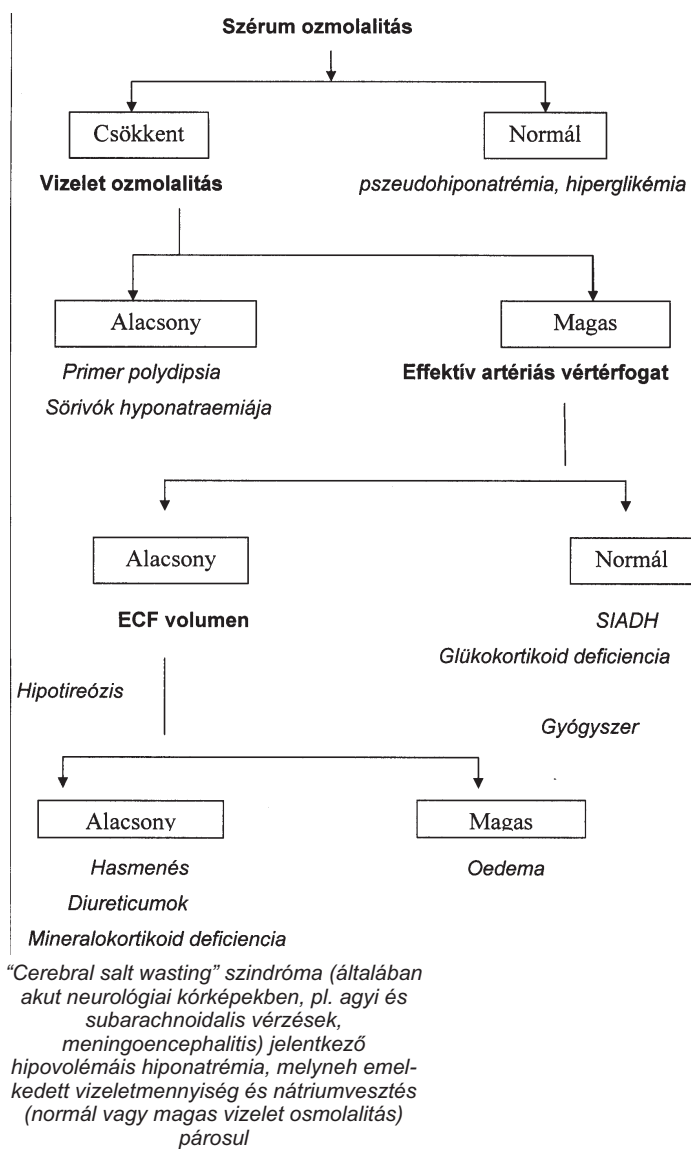 Szérum ozmolalitás
Csökkent
Normál
Vizelet ozmolalitás
pszeudohiponatrémia, hiperglikémia
Alacsony
Magas
Primer polydipsia
Effektív artériás vértérfogat
Sörivók hyponatraemiája
Alacsony
Normál
ECF volumen
SIADH
Glükokortikoid deficiencia
Hipotireózis
Gyógyszer
Alacsony
Magas
Hasmenés
Oedema
Diureticumok
Mineralokortikoid deficiencia
“Cerebral salt wasting” szindróma (általában
akut neurológiai kórképekben, pl. agyi és
subarachnoidalis vérzések,
meningoencephalitis) jelentkező
hipovolémáis hiponatrémia, melyneh emel-
kedett vizeletmennyiség és nátriumvesztés
(normál vagy magas vizelet osmolalitás)
párosul